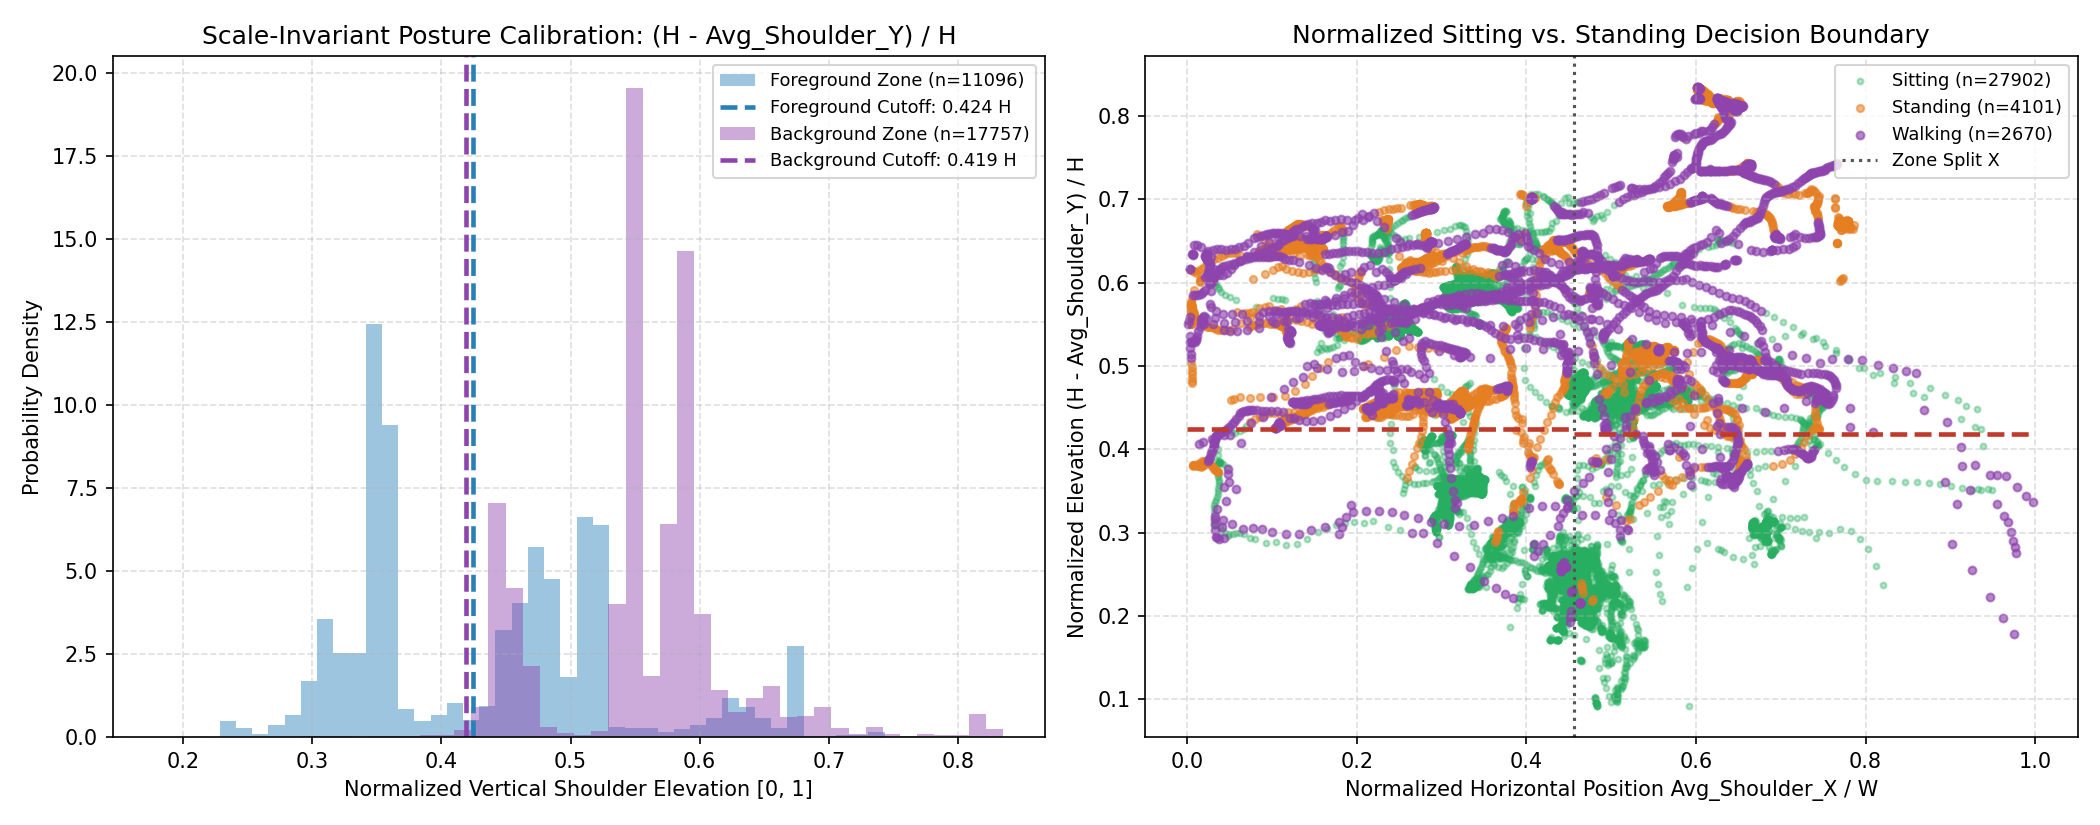 Scale-Invariant Posture Calibration: (H - Avg_Shoulder_Y) / H
Foreground Zone (n=11096)
Foreground Cutoff: 0.424 H
Background Zone (n=17757)
Background Cutoff: 0.419 H
Probability Density
20.0
17.5
15.0
12.5
10.0
7.5
5.0
2.5
0.0
0.2 0.3 0.4 0.5 0.6 0.7 0.8
Normalized Vertical Shoulder Elevation [0, 1]
Normalized Sitting vs. Standing Decision Boundary
Sitting (n=27902)
Standing (n=4101)
Walking (n=2670)
Zone Split X
Normalized Elevation (H - Avg_Shoulder_Y) / H
0.8
0.7
0.6
0.5
0.4
0.3
0.2
0.1
0.0 0.2 0.4 0.6 0.8 1.0
Normalized Horizontal Position Avg_Shoulder_X / W